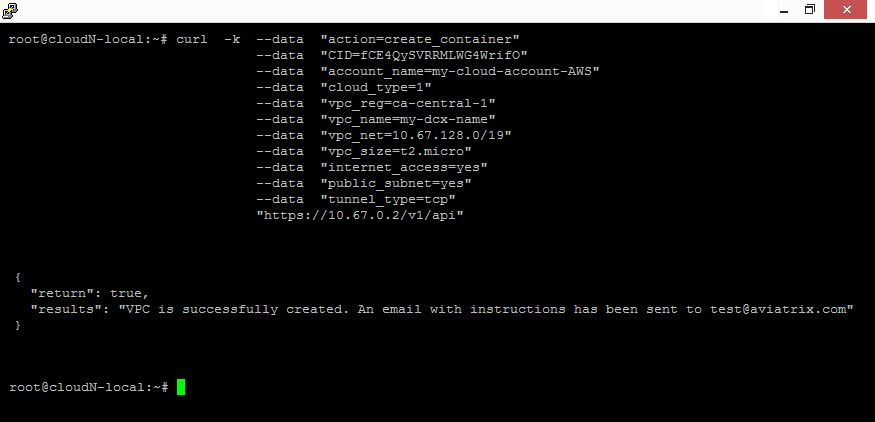 root@cloudN-local:~# curl -k --data "action=create_container"
--data "CID=fCE4QySVRRMLWG4WrifO"
--data "account_name=my-cloud-account-AWS"
--data "cloud_type=1"
--data "vpc_reg=ca-central-1"
--data "vpc_name=my-dcx-name"
--data "vpc_net=10.67.128.0/19"
--data "vpc_size=t2.micro"
--data "internet_access=yes"
--data "public_subnet=yes"
--data "tunnel_type=tcp"
"https://10.67.0.2/v1/api"
{
"return": true,
"results": "VPC is successfully created. An email with instructions has been sent to test@aviatrix.com"
}
root@cloudN-local:~#